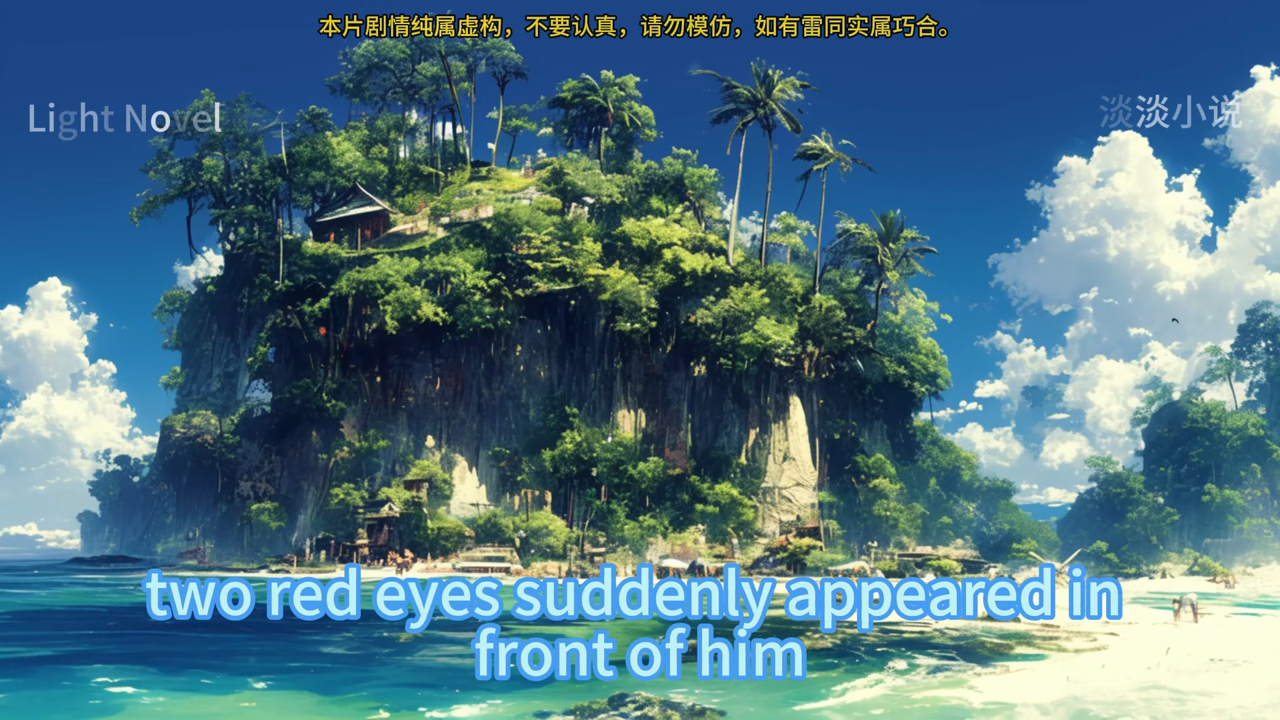 本片剧情纯属虚构，不要认真，请勿模仿，如有雷同实属巧合。
Light Novel
淡淡小说
two red eyes suddenly appeared in
front of him